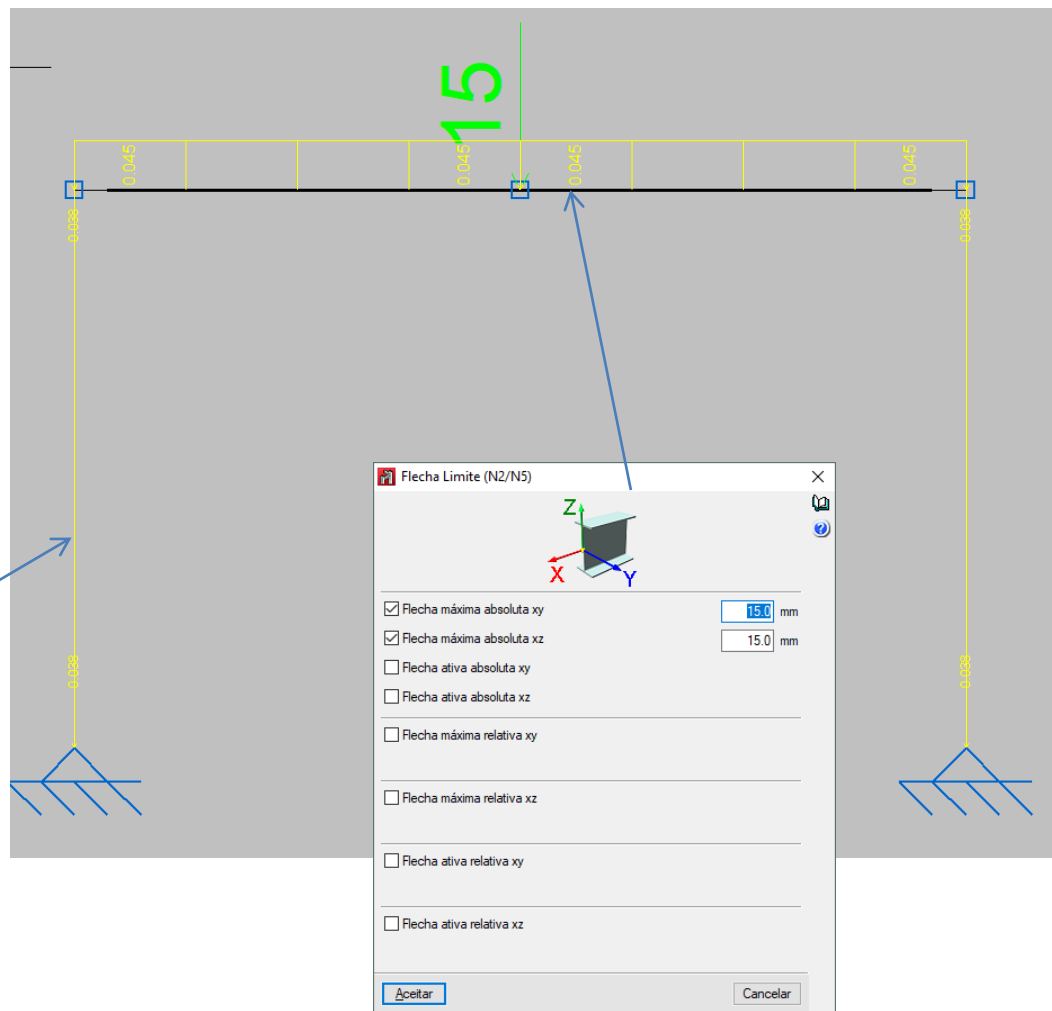 15
0.045
0.045
0.045
0.045
0.038
0.038
Flecha Limite (N2/N5)
Z
X
Y
Flecha máxima absoluta xy
15.0 mm
Flecha máxima absoluta xz
15.0 mm
Flecha ativa absoluta xy
Flecha ativa absoluta xz
0.038
0.038
Flecha máxima relativa xy
Flecha máxima relativa xz
Flecha ativa relativa xy
Flecha ativa relativa xz
Aceitar
Cancelar